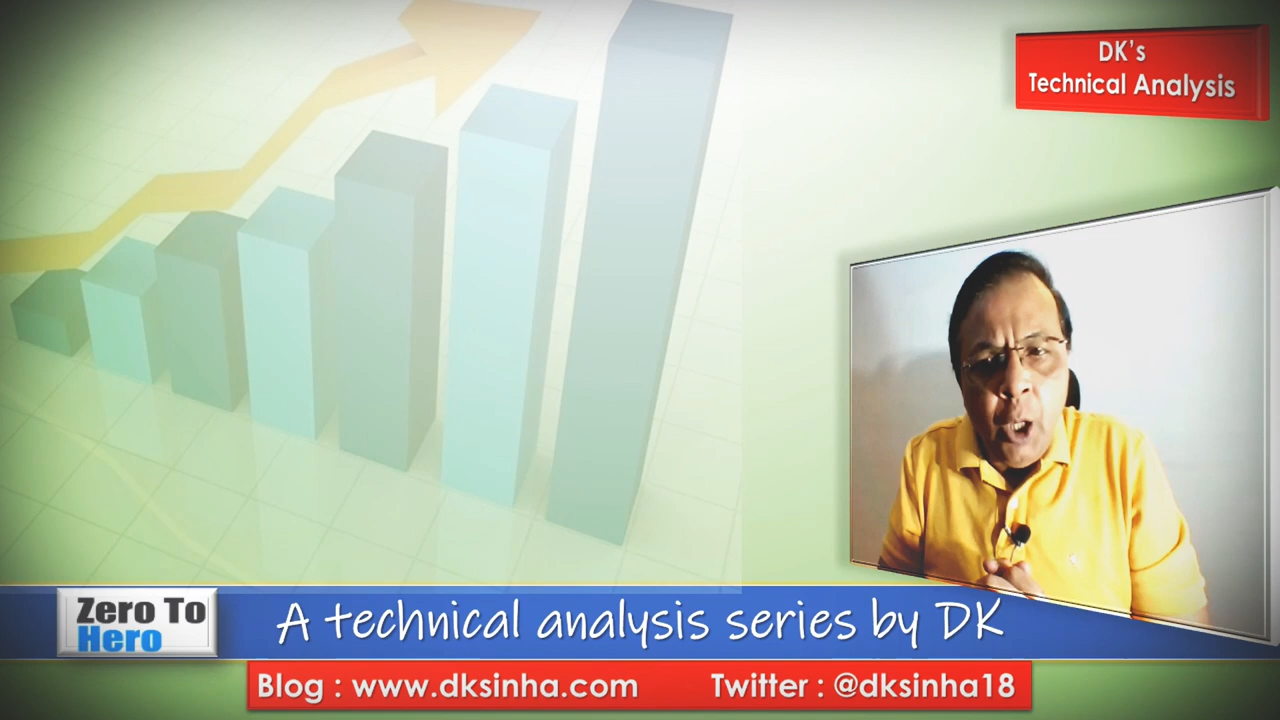 DK's
Technical Analysis
Zero To
Hero
A technical analysis series by DK
Blog : www.dksinha.com Twitter : @dksinha18